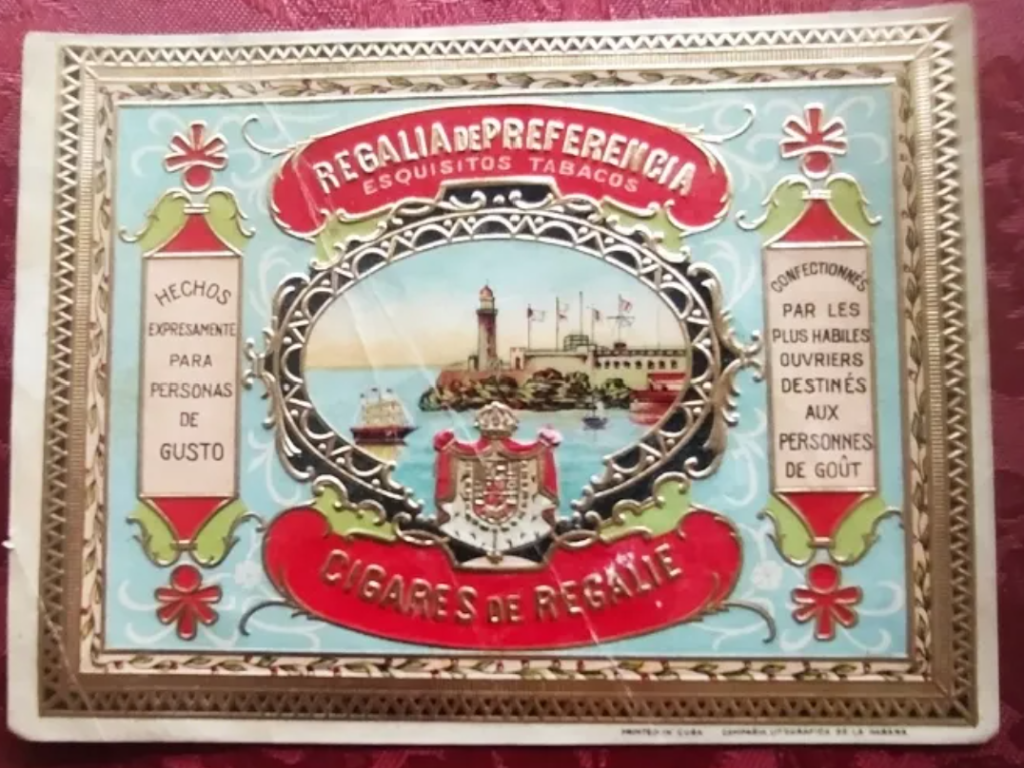 REGALIA DE PREFERENCIA
ESQUISITOS TABACOS
HECHOS
EXPRESAMENTE
PARA
PERSONAS
DE
GUSTO
CONFECTIONNÉS
PAR LES
PLUS HABILES
OUVRIERS
DESTINÉS
AUX
PERSONNES
DE GOÛT
CIGARES DE REGALIE
PRINTED IN CUBA COMPAÑIA LITOGRAFICA DE LA HABANA